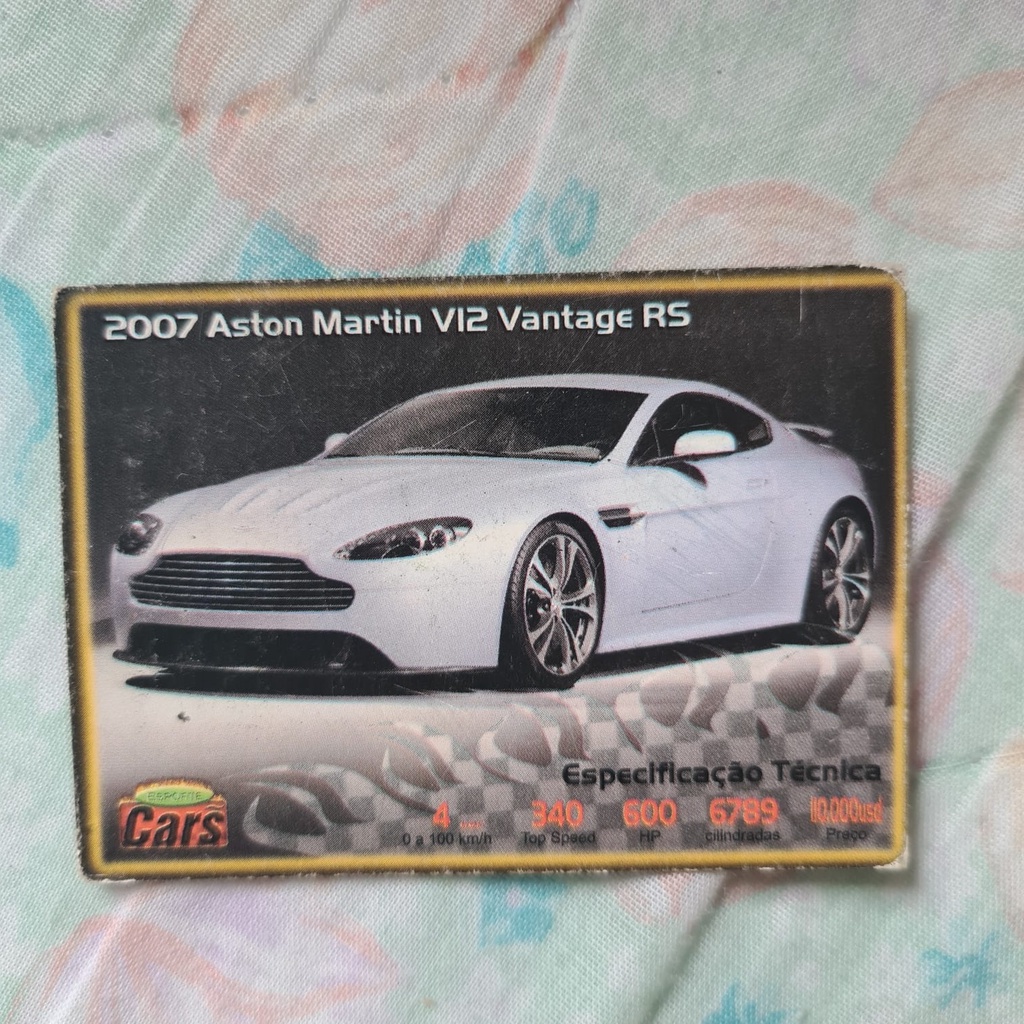 2007 Aston Martin V12 Vantage RS
Especificação Técnica
ESPORTE
Cars
4 340 600 6789 110,000usd
0 a 100 km/h Top Speed HP cilindradas Preço